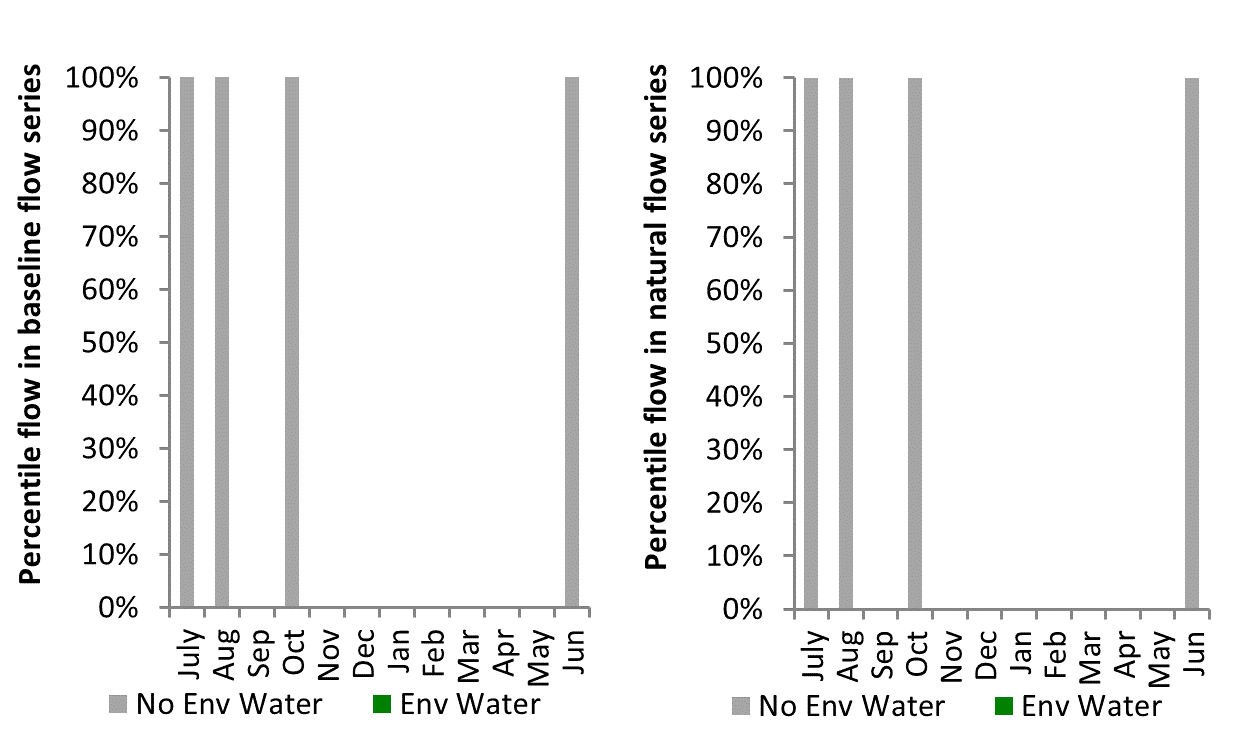 Percentile flow in baseline flow series
100%
90%
80%
70%
60%
50%
40%
30%
20%
10%
0%
July
Aug
Sep
Oct
Nov
Dec
Jan
Feb
Mar
Apr
May
Jun
No Env Water
Env Water
Percentile flow in natural flow series
100%
90%
80%
70%
60%
50%
40%
30%
20%
10%
0%
July
Aug
Sep
Oct
Nov
Dec
Jan
Feb
Mar
Apr
May
Jun
No Env Water
Env Water